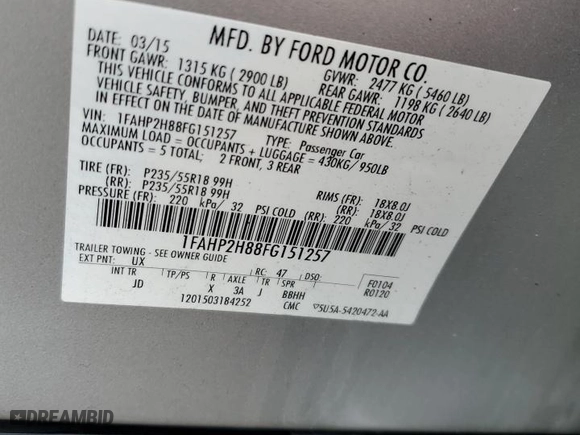 MFD. BY FORD MOTOR CO.
DATE: 03/15 GVWR: 2477 KG ( 5460 LB)
FRONT GAWR: 1315 KG ( 2900 LB) REAR GAWR: 1198 KG ( 2640 LB)
THIS VEHICLE CONFORMS TO ALL APPLICABLE FEDERAL MOTOR
VEHICLE SAFETY, BUMPER, AND THEFT PREVENTION STANDARDS
IN EFFECT ON THE DATE OF MANUFACTURE SHOWN ABOVE.
VIN: 1FAHP2H88FG151257 TYPE: Passenger Car
MAXIMUM LOAD = OCCUPANTS + LUGGAGE = 430KG/ 950LB
OCCUPANTS = 5 TOTAL; 2 FRONT, 3 REAR
TIRE (FR): P235/55R18 99H RIMS (FR): 18X8.0J
(RR): P235/55R18 99H (RR): 18X8.0J
PRESSURE (FR): 220 kPa/ 32 PSI COLD (RR): 220 kPa/ 32 PSI COLD
1FAHP2H88FG151257
TRAILER TOWING - SEE OWNER GUIDE
EXT PNT: UX RC: 47 DSO: F0104
INT TR TP/PS R AXLE TR SPR R0120
JD X 3A J BBHH
1201503184252 CMC 5U5A-5420472-AA
DREAMBID